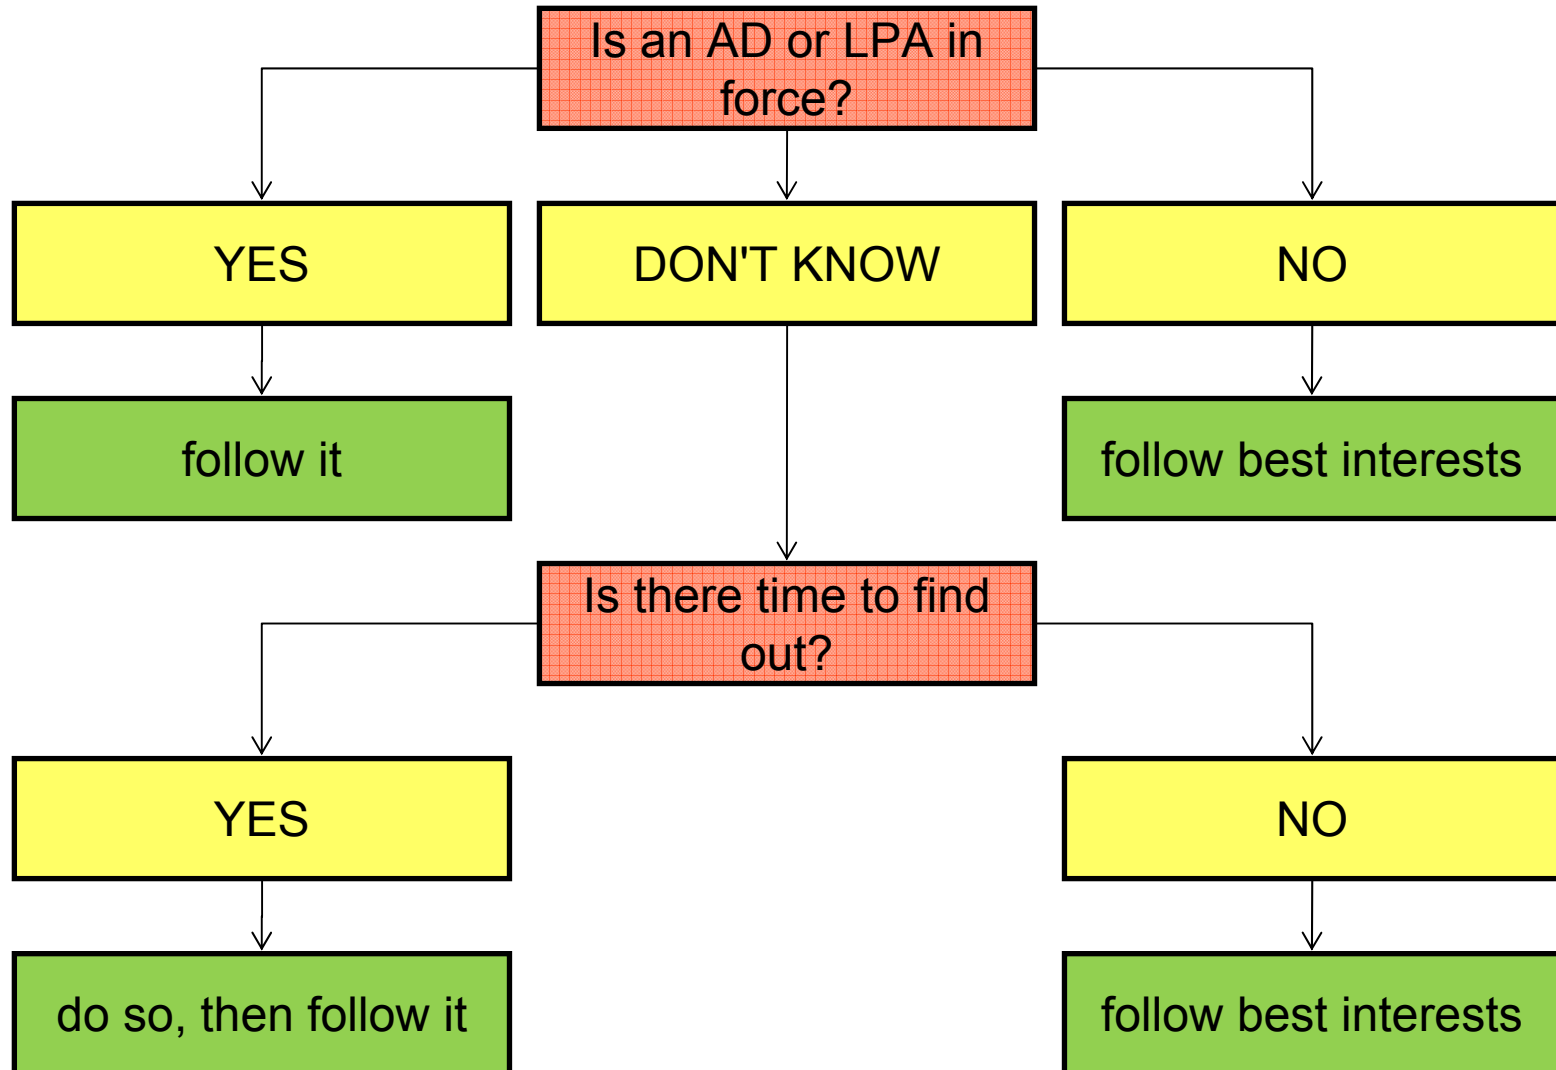 Is an AD or LPA in
force?
YES
DON'T KNOW
NO
follow it
follow best interests
Is there time to find
out?
YES
NO
do so, then follow it
follow best interests